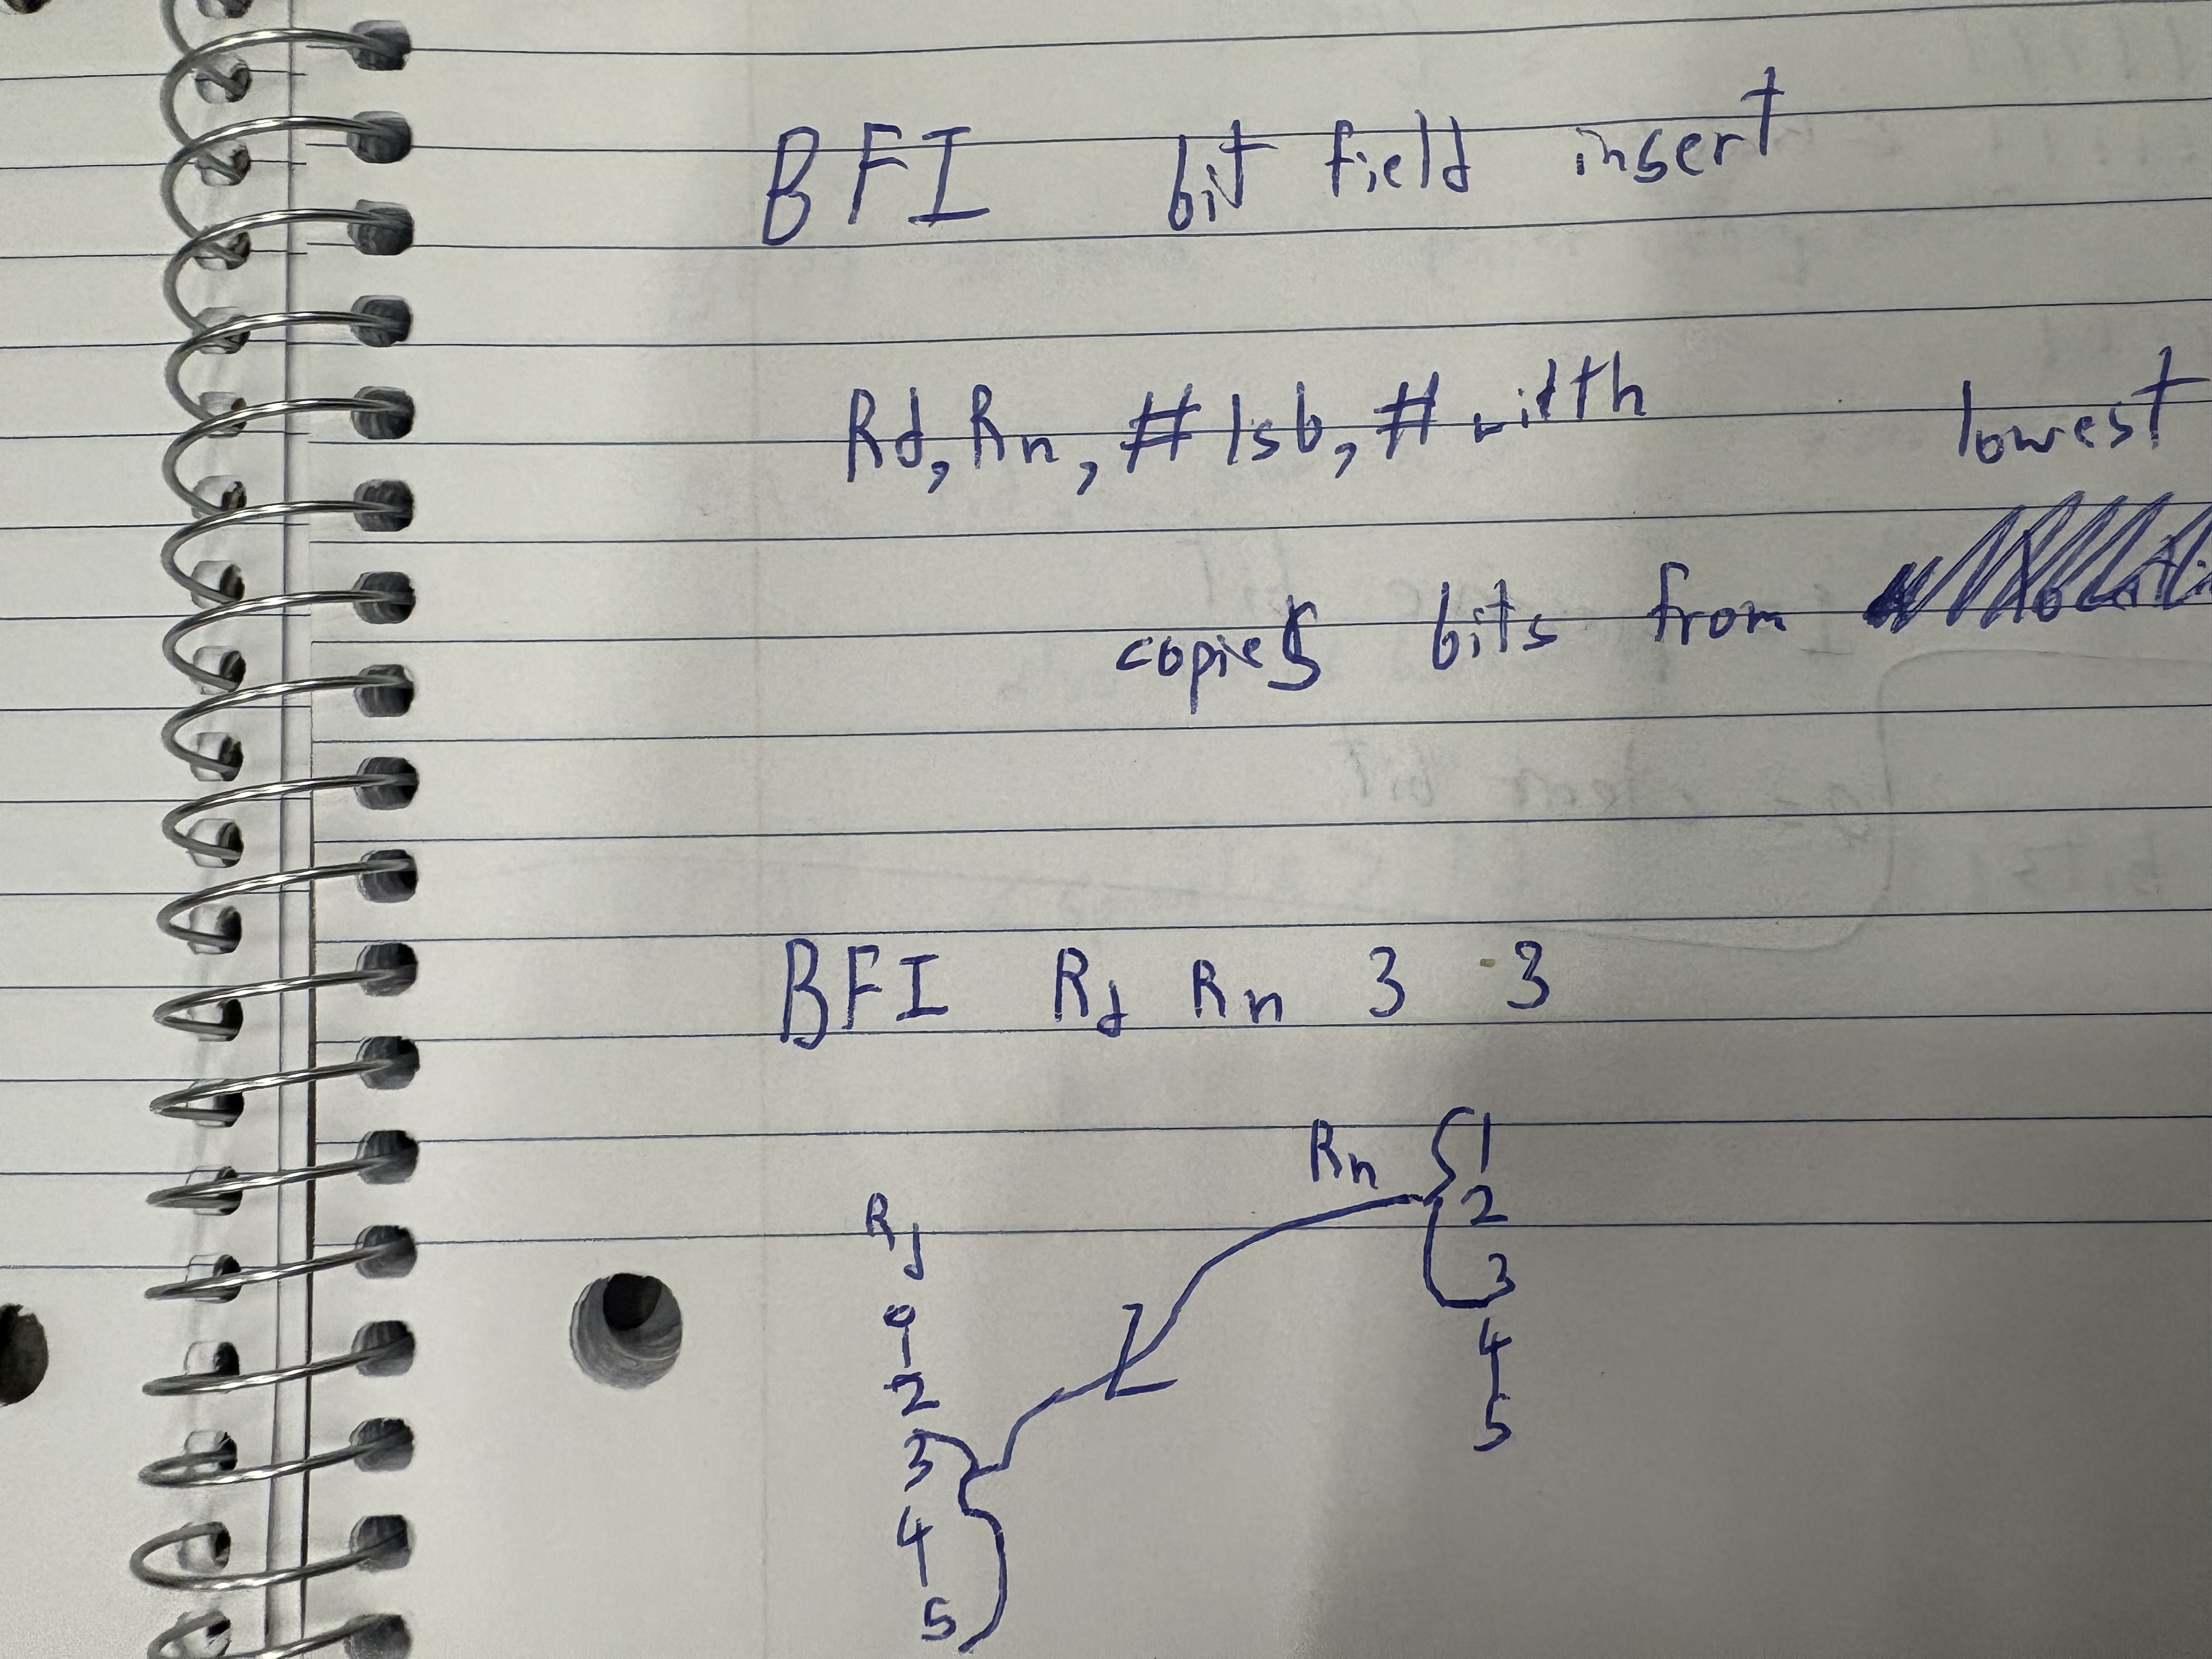 BFI bit field insert
Rd, Rn, #lsb, #width
lowest
copies bits from
BFI Rd Rn 3 3
Rn
Rd
1
0
2
1
3
2
4
3
5
4
5